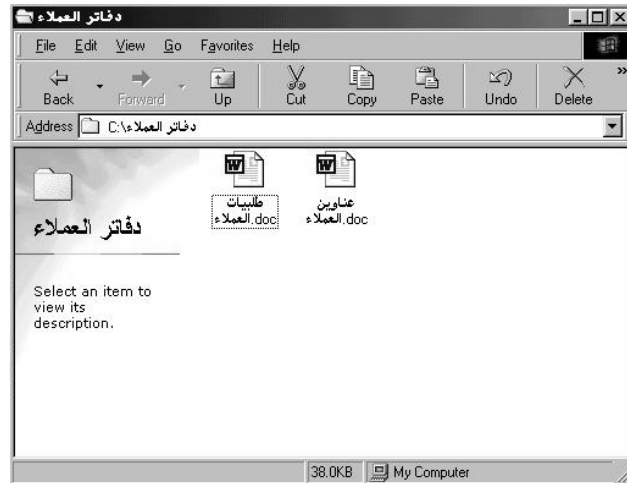 دفاتر العملاء
File Edit View Go Favorites Help
Back Forward Up Cut Copy Paste Undo Delete »
Address C:\دفاتر العملاء
دفاتر العملاء
Select an item to
view its
description.
طلبيات
العملاء.doc
عناوين
العملاء.doc
38.0KB My Computer